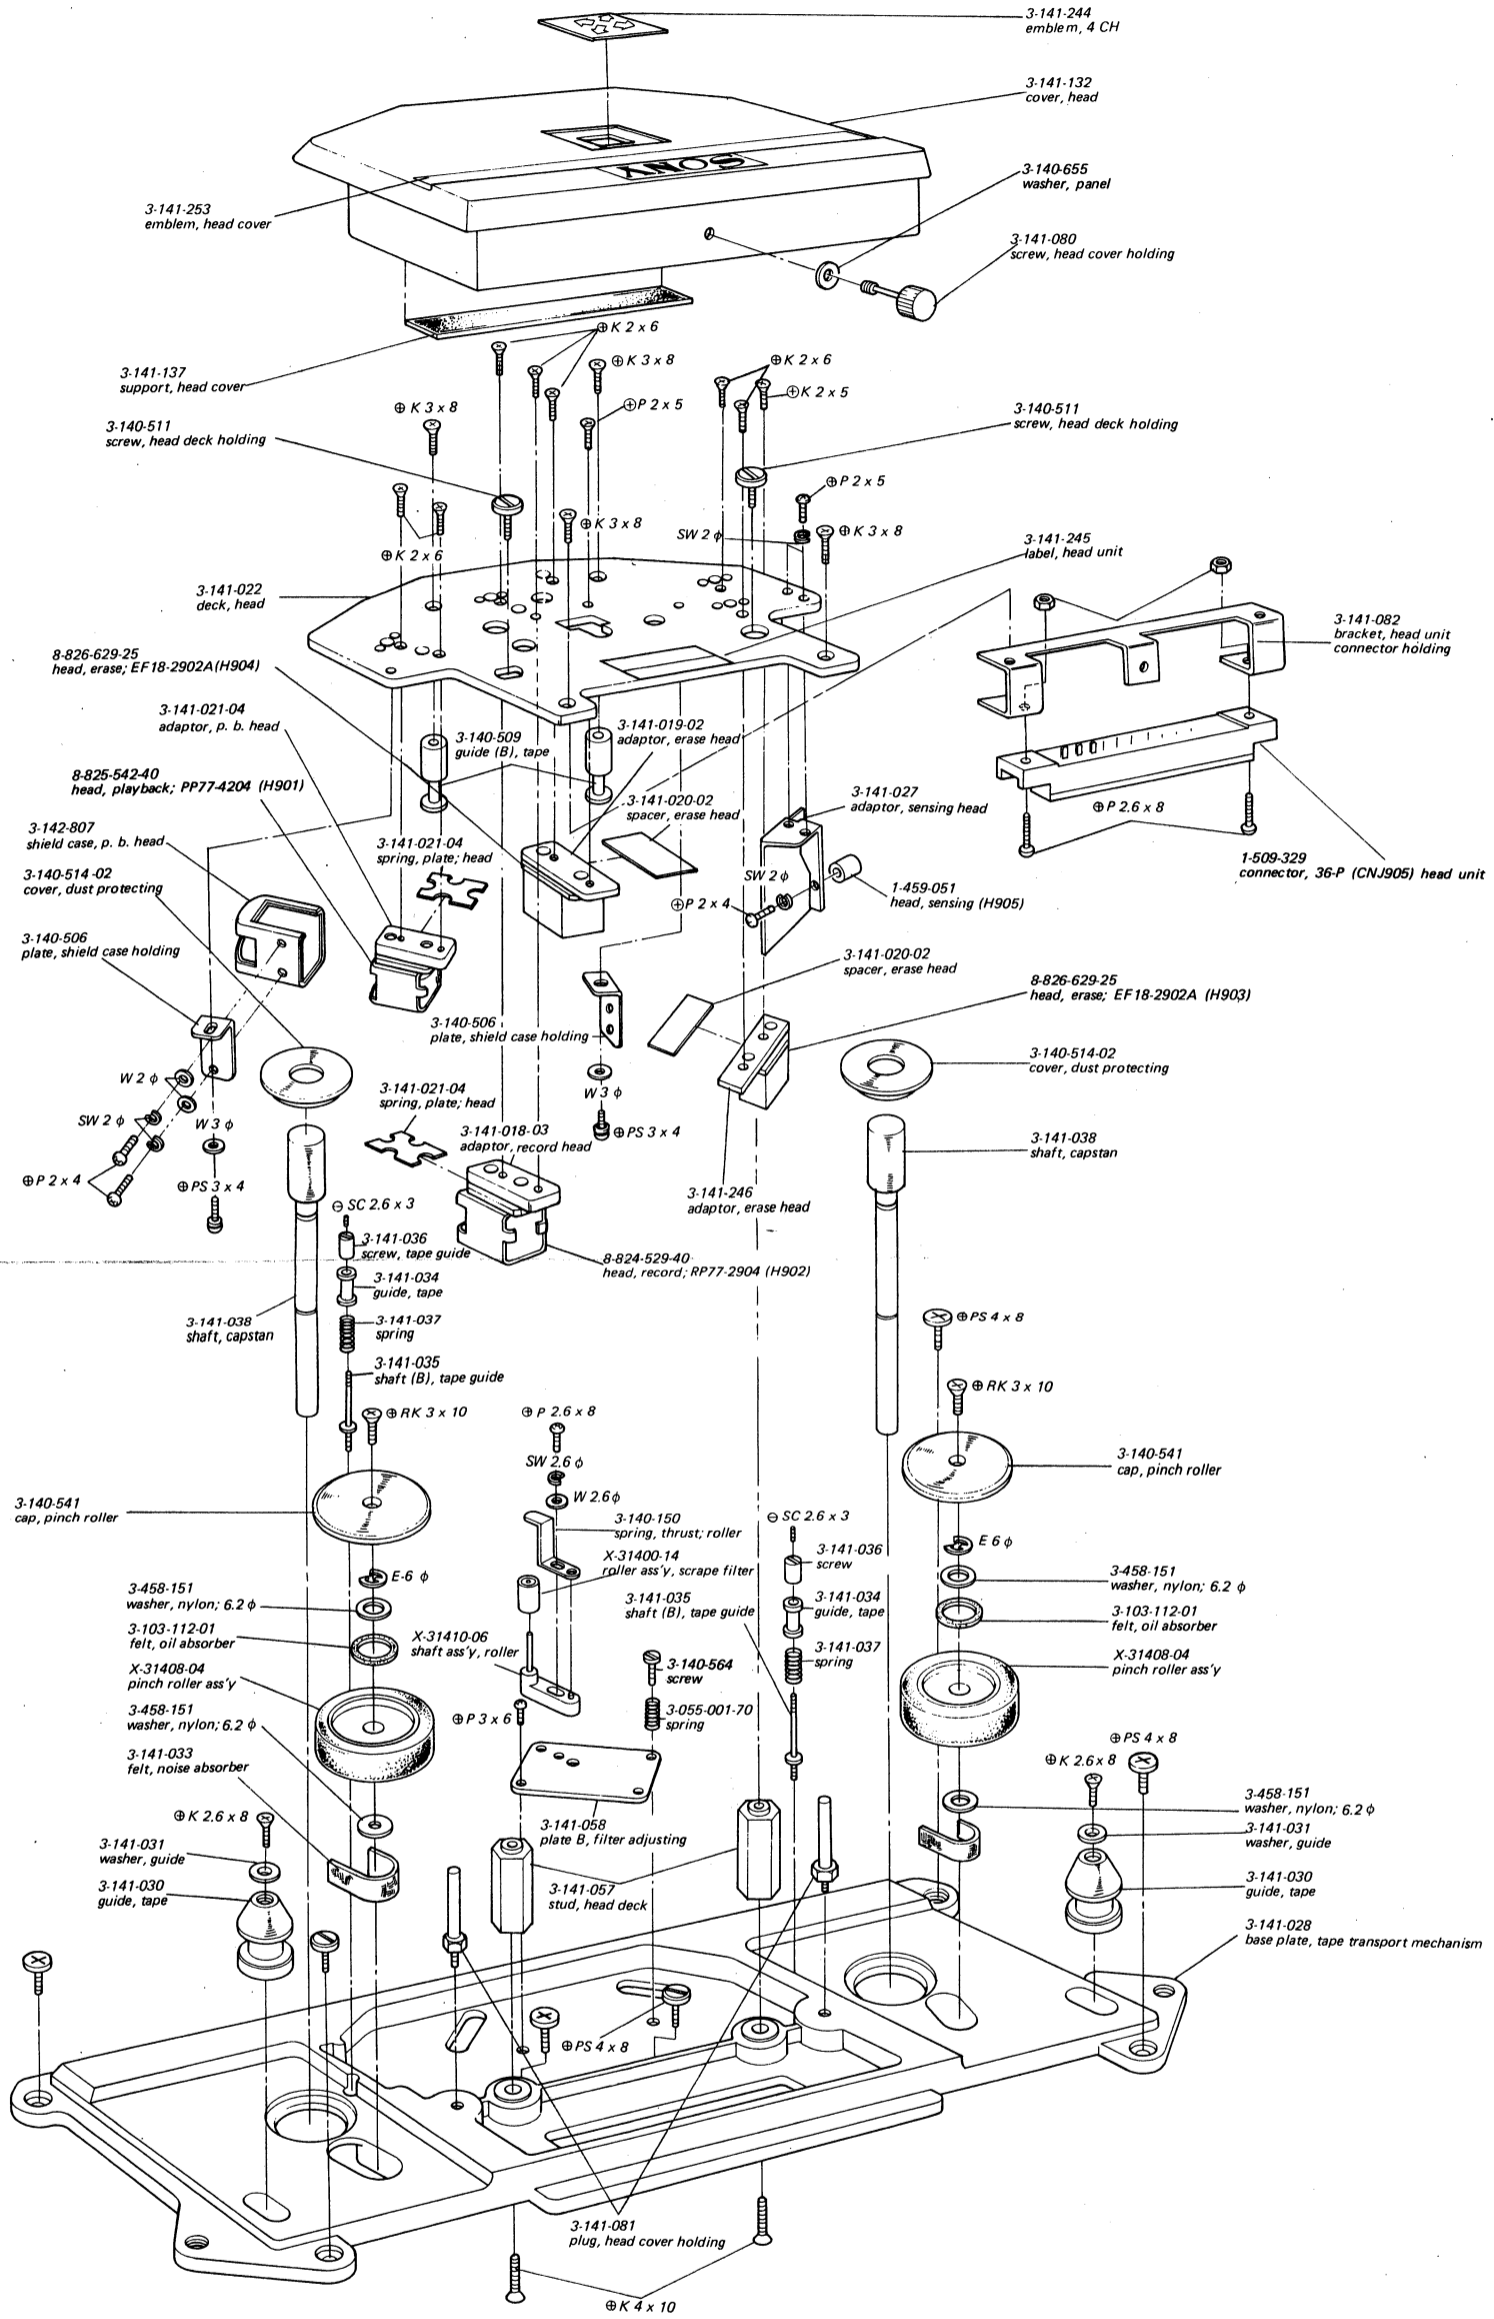 3-141-244
emblem, 4 CH
3-141-132
cover, head
SONY
3-140-655
washer, panel
3-141-253
emblem, head cover
3-141-080
screw, head cover holding
⊕K 2 x 6
3-141-137
support, head cover
⊕K 3 x 8
⊕K 2 x 6
⊕K 2 x 5
⊕K 3 x 8
⊕P 2 x 5
3-140-511
screw, head deck holding
3-140-511
screw, head deck holding
⊕P 2 x 5
⊕K 3 x 8
SW 2 ϕ
⊕K 3 x 8
⊕K 2 x 6
3-141-245
label, head unit
3-141-022
deck, head
3-141-082
bracket, head unit
connector holding
8-826-629-25
head, erase; EF18-2902A(H904)
3-141-021-04
adaptor, p. b. head
3-140-509
guide (B), tape
3-141-019-02
adaptor, erase head
8-825-542-40
head, playback; PP77-4204 (H901)
3-141-020-02
spacer, erase head
3-141-027
adaptor, sensing head
⊕P 2.6 x 8
3-142-807
shield case, p. b. head
3-141-021-04
spring, plate; head
1-509-329
connector, 36-P (CNJ905) head unit
3-140-514-02
cover, dust protecting
SW 2 ϕ
⊕P 2 x 4
1-459-051
head, sensing (H905)
3-140-506
plate, shield case holding
3-141-020-02
spacer, erase head
8-826-629-25
head, erase; EF18-2902A (H903)
3-140-506
plate, shield case holding
3-140-514-02
cover, dust protecting
W 2 ϕ
3-141-021-04
spring, plate; head
W 3 ϕ
SW 2 ϕ
W 3 ϕ
3-141-018-03
adaptor, record head
⊕PS 3 x 4
3-141-038
shaft, capstan
⊕P 2 x 4
⊕PS 3 x 4
3-141-246
adaptor, erase head
⊖ SC 2.6 x 3
3-141-036
screw, tape guide
8-824-529-40
head, record; RP77-2904 (H902)
3-141-034
guide, tape
3-141-038
shaft, capstan
3-141-037
spring
⊕PS 4 x 8
3-141-035
shaft (B), tape guide
⊕RK 3 x 10
⊕RK 3 x 10
⊕ P 2.6 x 8
SW 2.6 ϕ
3-140-541
cap, pinch roller
W 2.6ϕ
3-140-541
cap, pinch roller
3-140-150
spring, thrust; roller
⊖ SC 2.6 x 3
E 6 ϕ
3-141-036
screw
X-31400-14
roller ass'y, scrape filter
E-6 ϕ
3-458-151
washer, nylon; 6.2 ϕ
3-458-151
washer, nylon; 6.2 ϕ
3-141-035
shaft (B), tape guide
3-141-034
guide, tape
3-103-112-01
felt, oil absorber
3-103-112-01
felt, oil absorber
X-31410-06
shaft ass'y, roller
3-141-037
spring
X-31408-04
pinch roller ass'y
X-31408-04
pinch roller ass'y
3-140-564
screw
3-458-151
washer, nylon; 6.2 ϕ
⊕P 3 x 6
3-055-001-70
spring
3-141-033
felt, noise absorber
⊕PS 4 x 8
⊕K 2.6x 8
3-458-151
washer, nylon; 6.2 ϕ
⊕K 2.6 x 8
3-141-058
plate B, filter adjusting
3-141-031
washer, guide
3-141-031
washer, guide
3-141-030
guide, tape
3-141-057
stud, head deck
3-141-030
guide, tape
3-141-028
base plate, tape transport mechanism
⊕PS 4 x 8
3-141-081
plug, head cover holding
⊕K 4 x 10